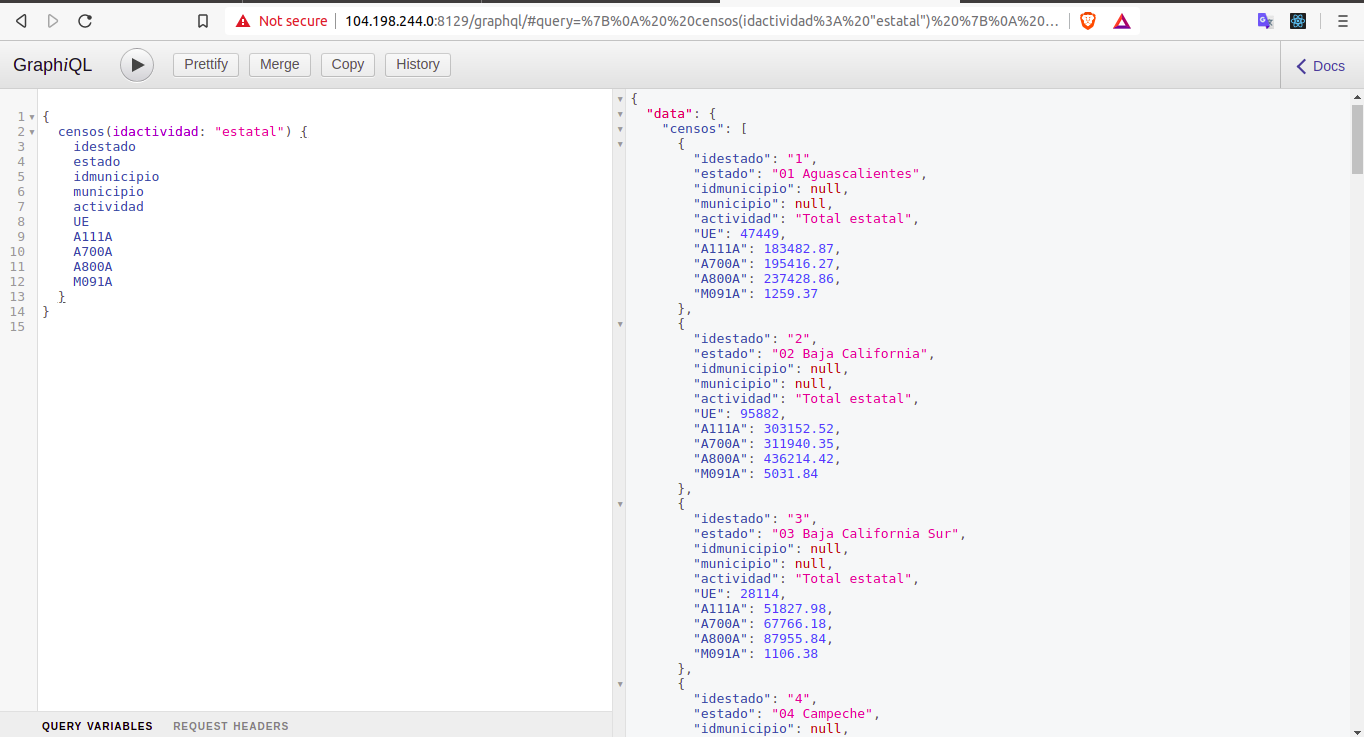 Not secure | 104.198.244.0:8129/graphql/#query=%7B%0A%20%20censos(idactividad%3A%20"estatal")%20%7B%0A%20...
GraphiQL Prettify Merge Copy History Docs
1 {
2 censos(idactividad: "estatal") {
3 idestado
4 estado
5 idmunicipio
6 municipio
7 actividad
8 UE
9 A111A
10 A700A
11 A800A
12 M091A
13 }
14 }
15
{
"data": {
"censos": [
{
"idestado": "1",
"estado": "01 Aguascalientes",
"idmunicipio": null,
"municipio": null,
"actividad": "Total estatal",
"UE": 47449,
"A111A": 183482.87,
"A700A": 195416.27,
"A800A": 237428.86,
"M091A": 1259.37
},
{
"idestado": "2",
"estado": "02 Baja California",
"idmunicipio": null,
"municipio": null,
"actividad": "Total estatal",
"UE": 95882,
"A111A": 303152.52,
"A700A": 311940.35,
"A800A": 436214.42,
"M091A": 5031.84
},
{
"idestado": "3",
"estado": "03 Baja California Sur",
"idmunicipio": null,
"municipio": null,
"actividad": "Total estatal",
"UE": 28114,
"A111A": 51827.98,
"A700A": 67766.18,
"A800A": 87955.84,
"M091A": 1106.38
},
{
"idestado": "4",
"estado": "04 Campeche",
"idmunicipio": null,
QUERY VARIABLES REQUEST HEADERS